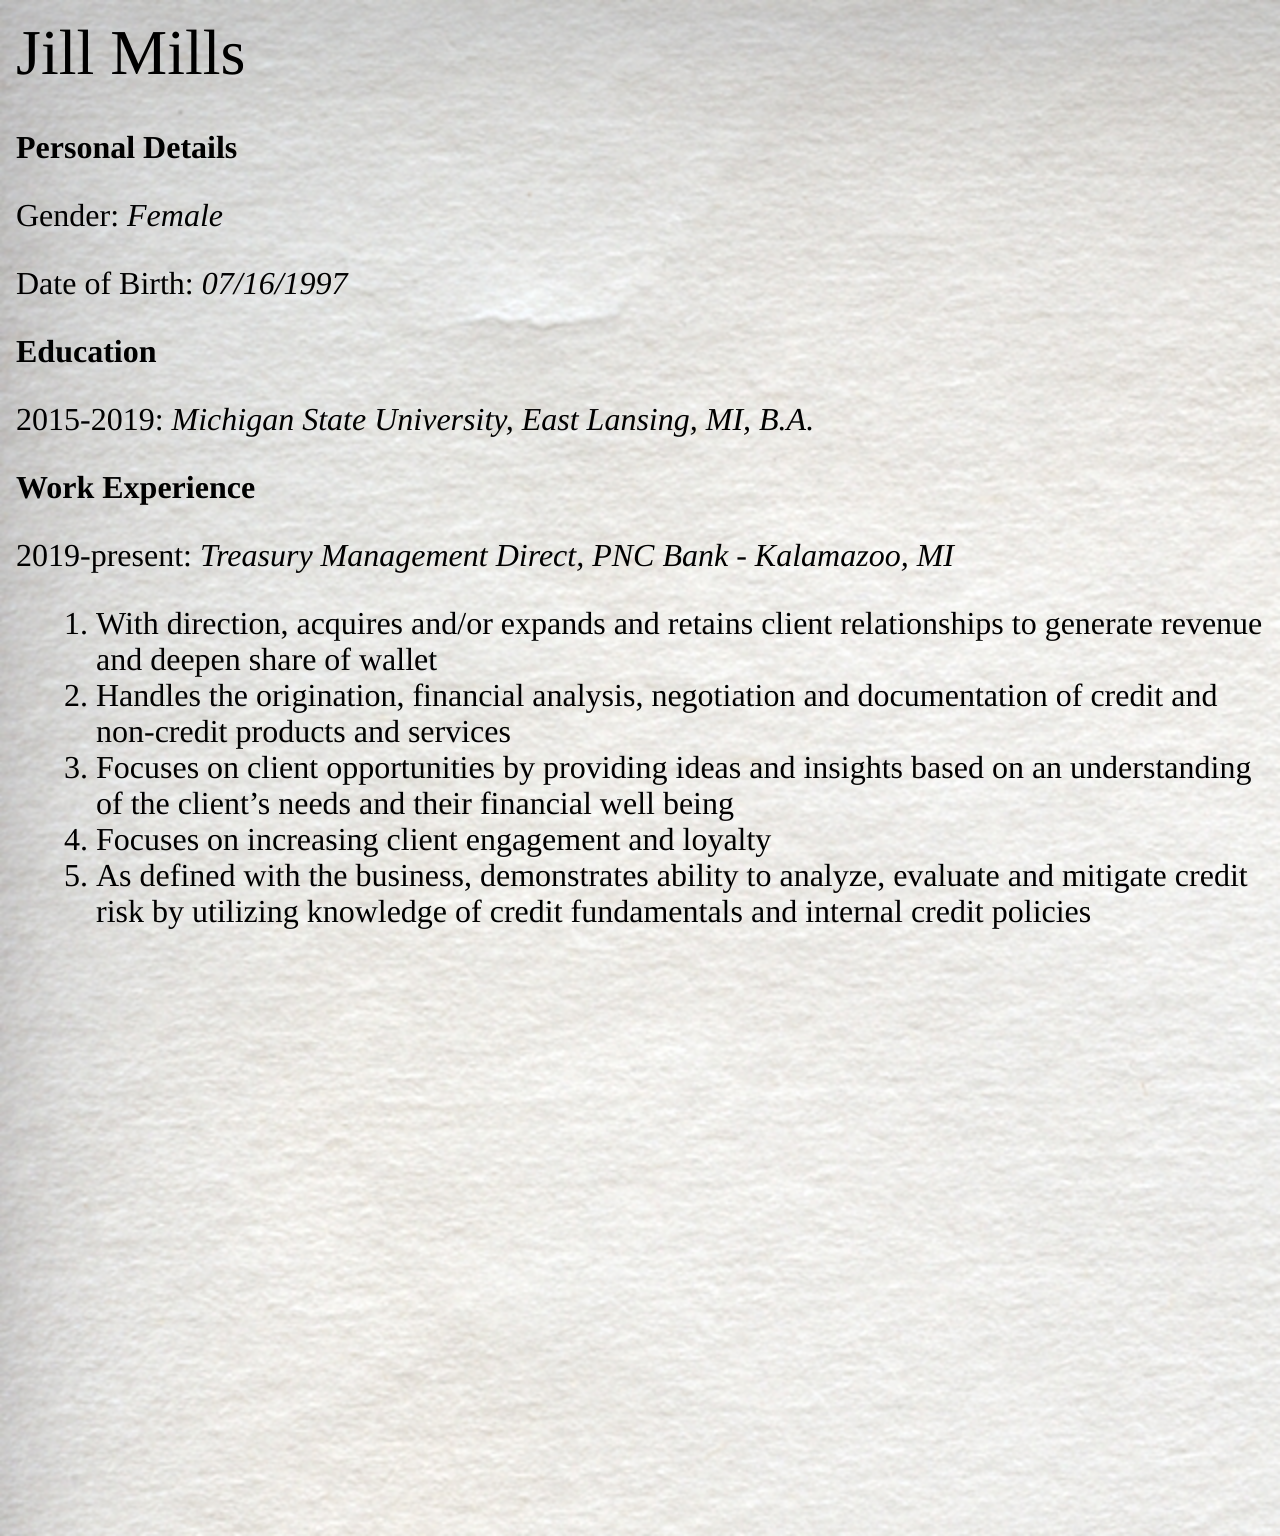 Jill Mills
Personal Details
Gender: Female
Date of Birth: 07/16/1997
Education
2015-2019: Michigan State University, East Lansing, MI, B.A.
Work Experience
2019-present: Treasury Management Direct, PNC Bank - Kalamazoo, MI
1. With direction, acquires and/or expands and retains client relationships to generate revenue
and deepen share of wallet
2. Handles the origination, financial analysis, negotiation and documentation of credit and
non-credit products and services
3. Focuses on client opportunities by providing ideas and insights based on an understanding
of the client’s needs and their financial well being
4. Focuses on increasing client engagement and loyalty
5. As defined with the business, demonstrates ability to analyze, evaluate and mitigate credit
risk by utilizing knowledge of credit fundamentals and internal credit policies